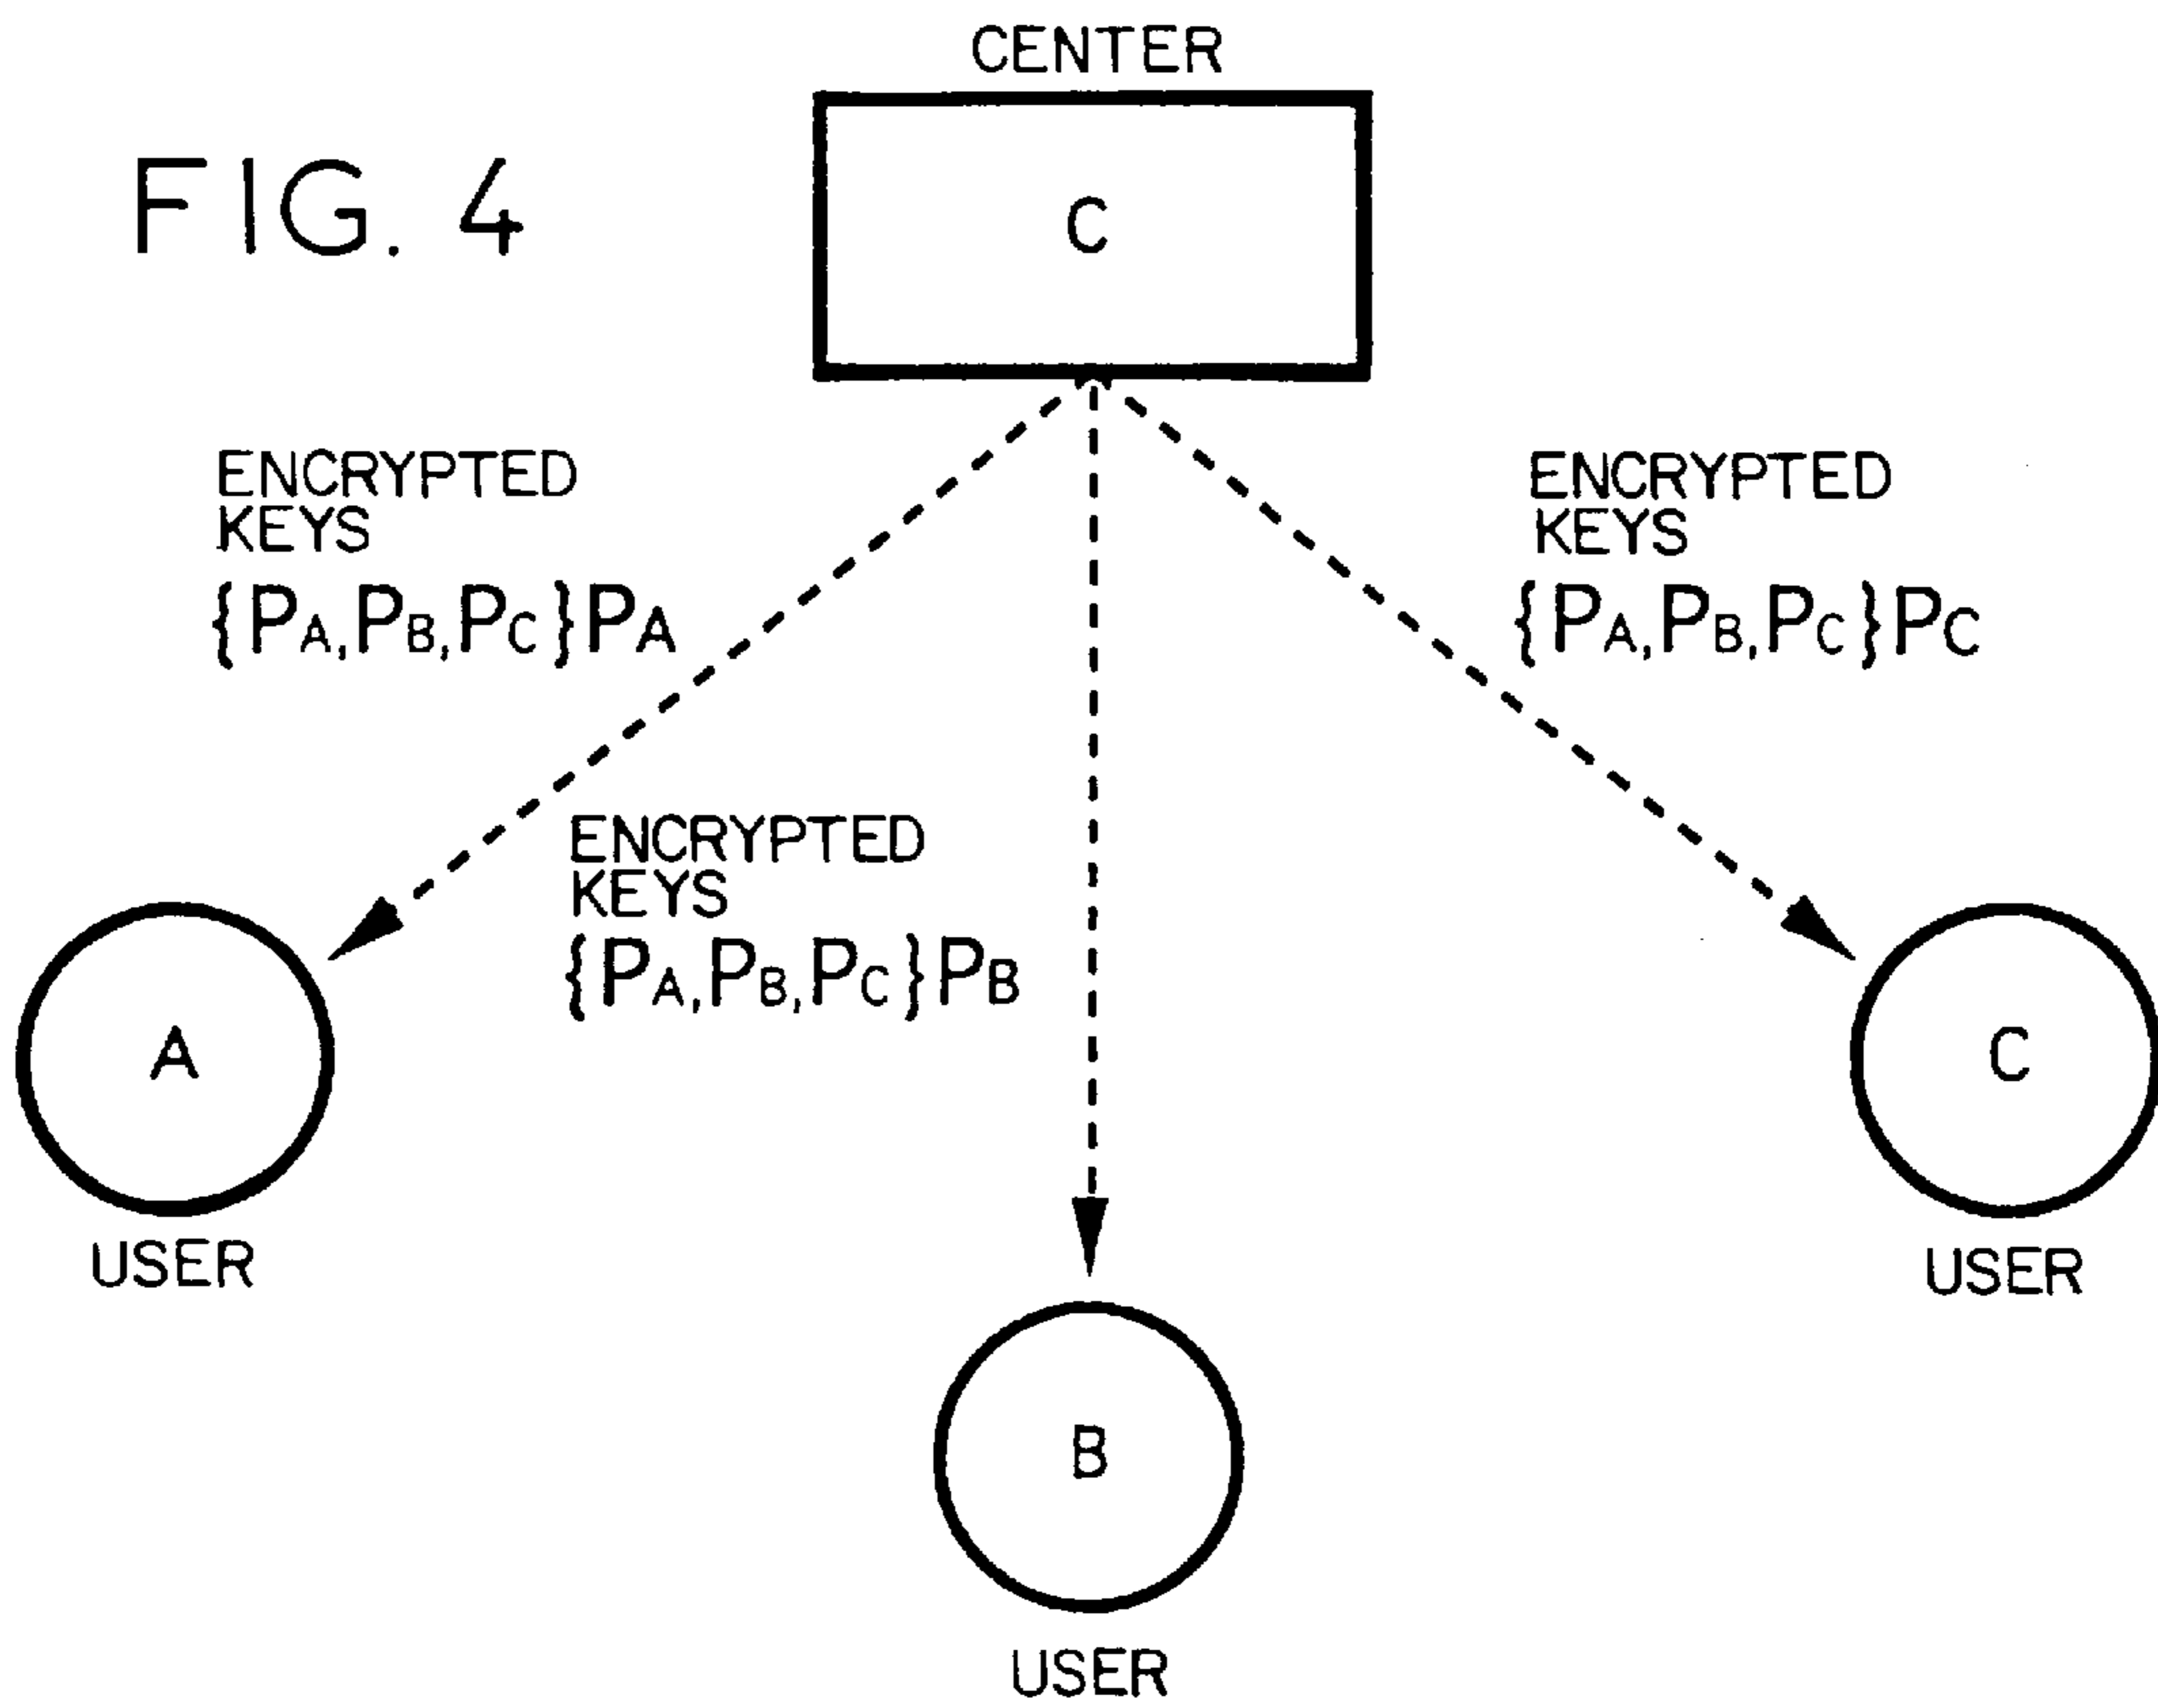 CENTER
FIG. 4
C
ENCRYPTED
KEYS
{PA,PB,PC}PA
ENCRYPTED
KEYS
{PA,PB,PC}PC
ENCRYPTED
KEYS
{PA,PB,PC}PB
A
C
USER
USER
B
USER